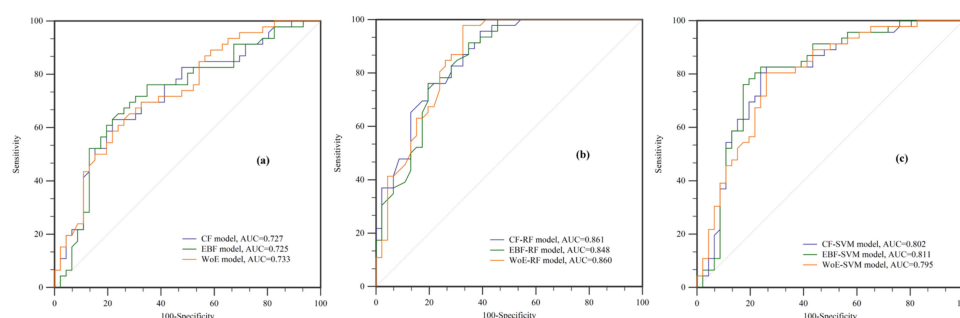 100
80
60
40
20
0
Sensitivity
(a)
CF model, AUC=0.727
EBF model, AUC=0.725
WoE model, AUC=0.733
0 20 40 60 80 100
100-Specificity
100
80
60
40
20
0
Sensitivity
(b)
CF-RF model, AUC=0.861
EBF-RF model, AUC=0.848
WoE-RF model, AUC=0.860
0 20 40 60 80 100
100-Specificity
100
80
60
40
20
0
Sensitivity
(c)
CF-SVM model, AUC=0.802
EBF-SVM model, AUC=0.811
WoE-SVM model, AUC=0.795
0 20 40 60 80 100
100-Specificity